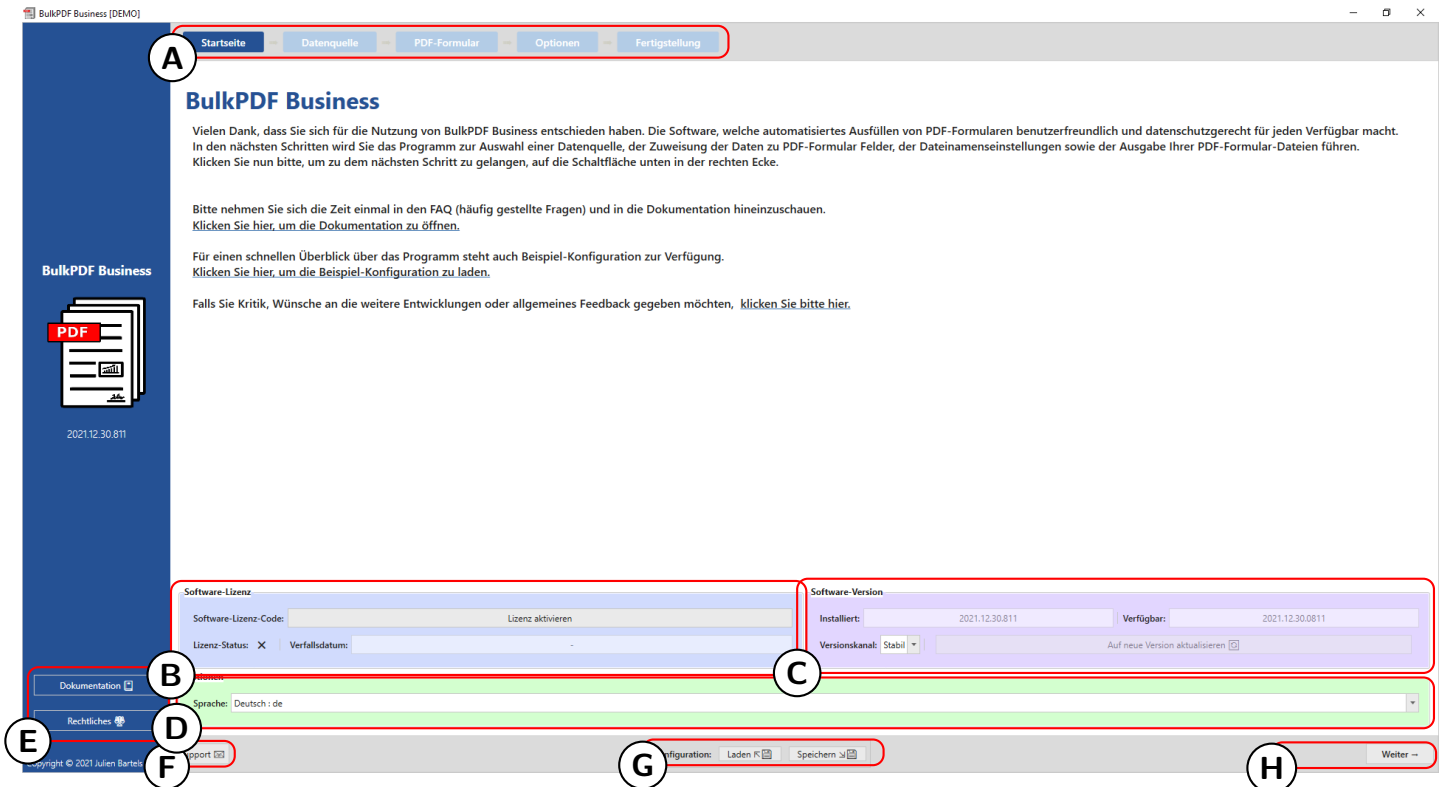 BulkPDF Business [DEMO]
A
Startseite
Datenquelle
PDF-Formular
Optionen
Fertigstellung
BulkPDF Business
Vielen Dank, dass Sie sich für die Nutzung von BulkPDF Business entschieden haben. Die Software, welche automatisiertes Ausfüllen von PDF-Formularen benutzerfreundlich und datenschutzgerecht für jeden Verfügbar macht.
In den nächsten Schritten wird Sie das Programm zur Auswahl einer Datenquelle, der Zuweisung der Daten zu PDF-Formular Felder, der Dateinamenseinstellungen sowie der Ausgabe Ihrer PDF-Formular-Dateien führen.
Klicken Sie nun bitte, um zu dem nächsten Schritt zu gelangen, auf die Schaltfläche unten in der rechten Ecke.
Bitte nehmen Sie sich die Zeit einmal in den FAQ (häufig gestellte Fragen) und in die Dokumentation hineinzuschauen.
Klicken Sie hier, um die Dokumentation zu öffnen.
Für einen schnellen Überblick über das Programm steht auch Beispiel-Konfiguration zur Verfügung.
Klicken Sie hier, um die Beispiel-Konfiguration zu laden.
Falls Sie Kritik, Wünsche an die weitere Entwicklungen oder allgemeines Feedback gegeben möchten, klicken Sie bitte hier.
BulkPDF Business
PDF
2021.12.30.811
Software-Lizenz
Software-Lizenz-Code: Lizenz aktivieren
Lizenz-Status: Verfallsdatum: -
B
Software-Version
Installiert: 2021.12.30.811 Verfügbar: 2021.12.30.0811
Versionskanal: Stabil Auf neue Version aktualisieren
C
Sprache: Deutsch : de
D
Dokumentation
Rechtliches
E
Copyright © 2021 Julien Bartels
F
G
Laden Speichern
H
Weiter →